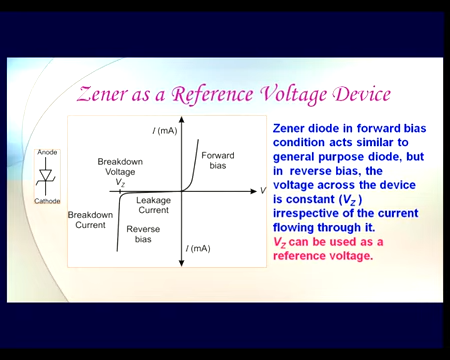 Zener as a Reference Voltage Device
Anode
Cathode
I (mA)
Breakdown
Voltage
VZ
Forward
bias
V
Leakage
Current
Breakdown
Current
Reverse
bias
I (mA)
Zener diode in forward bias
condition acts similar to
general purpose diode, but
in reverse bias, the
voltage across the device
is constant (VZ)
irrespective of the current
flowing through it.
VZ can be used as a
reference voltage.